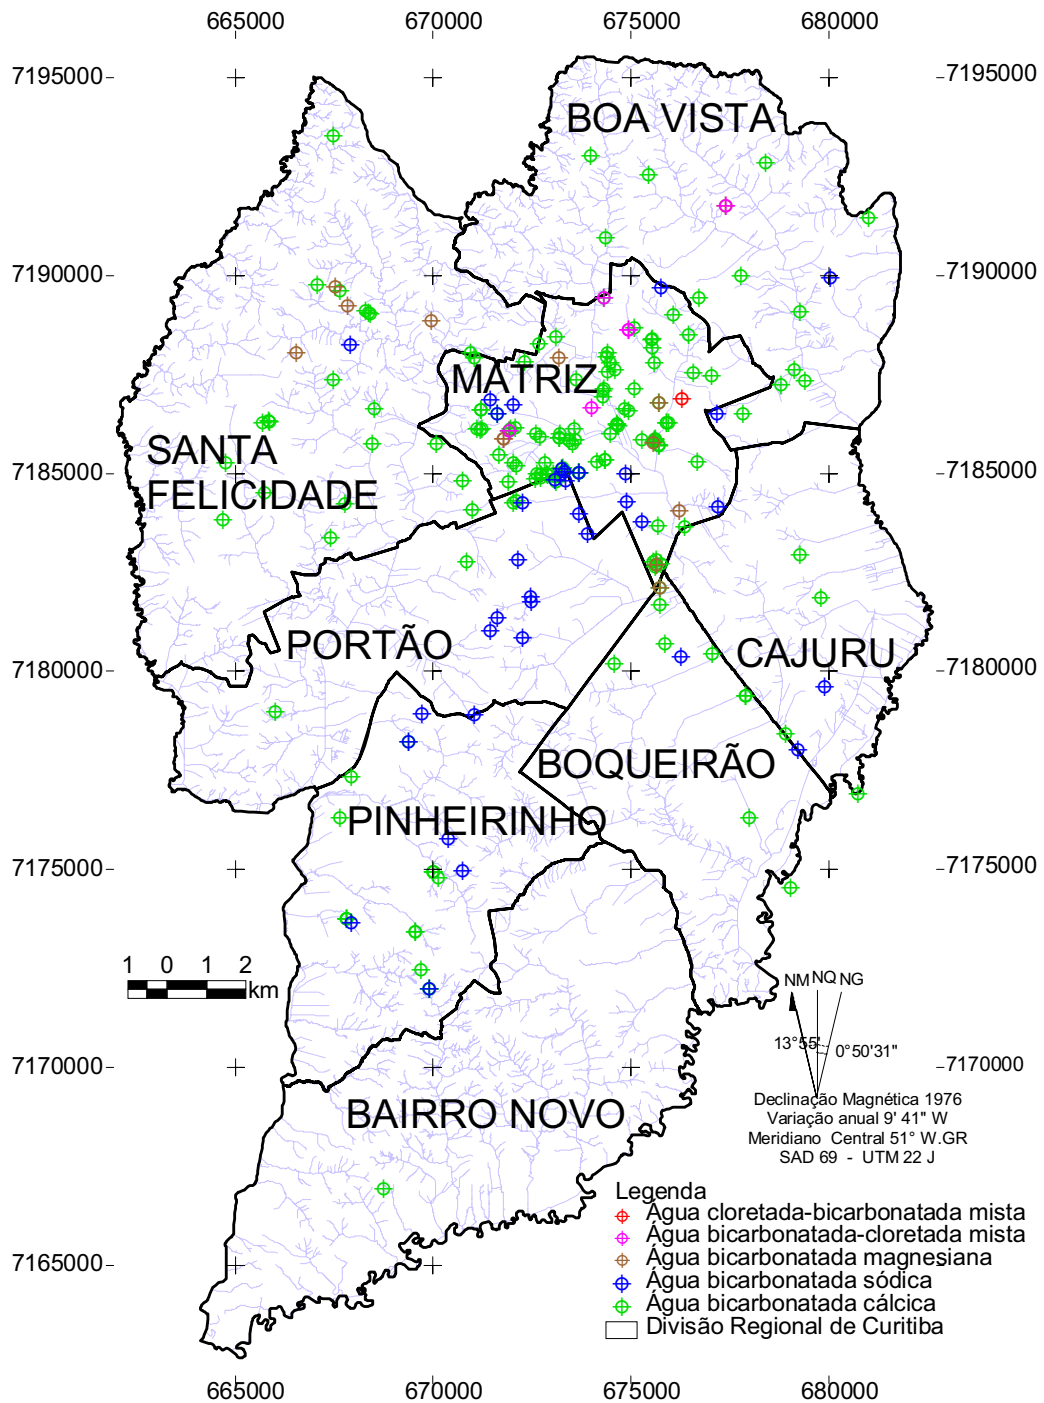 665000 670000 675000 680000
7195000 7195000
BOA VISTA
7190000 7190000
MATRIZ
SANTA
FELICIDADE
7185000 7185000
PORTÃO
CAJURU
7180000 7180000
BOQUEIRÃO
PINHEIRINHO
7175000 7175000
1 0 1 2
km
NM NQ NG
13°55' 0°50'31"
7170000 7170000
Declinação Magnética 1976
Variação anual 9' 41" W
Meridiano Central 51° W.GR
SAD 69 - UTM 22 J
BAIRRO NOVO
Legenda
Água cloretada-bicarbonatada mista
Água bicarbonatada-cloretada mista
Água bicarbonatada magnesiana
Água bicarbonatada sódica
Água bicarbonatada cálcica
Divisão Regional de Curitiba
7165000 7165000
665000 670000 675000 680000